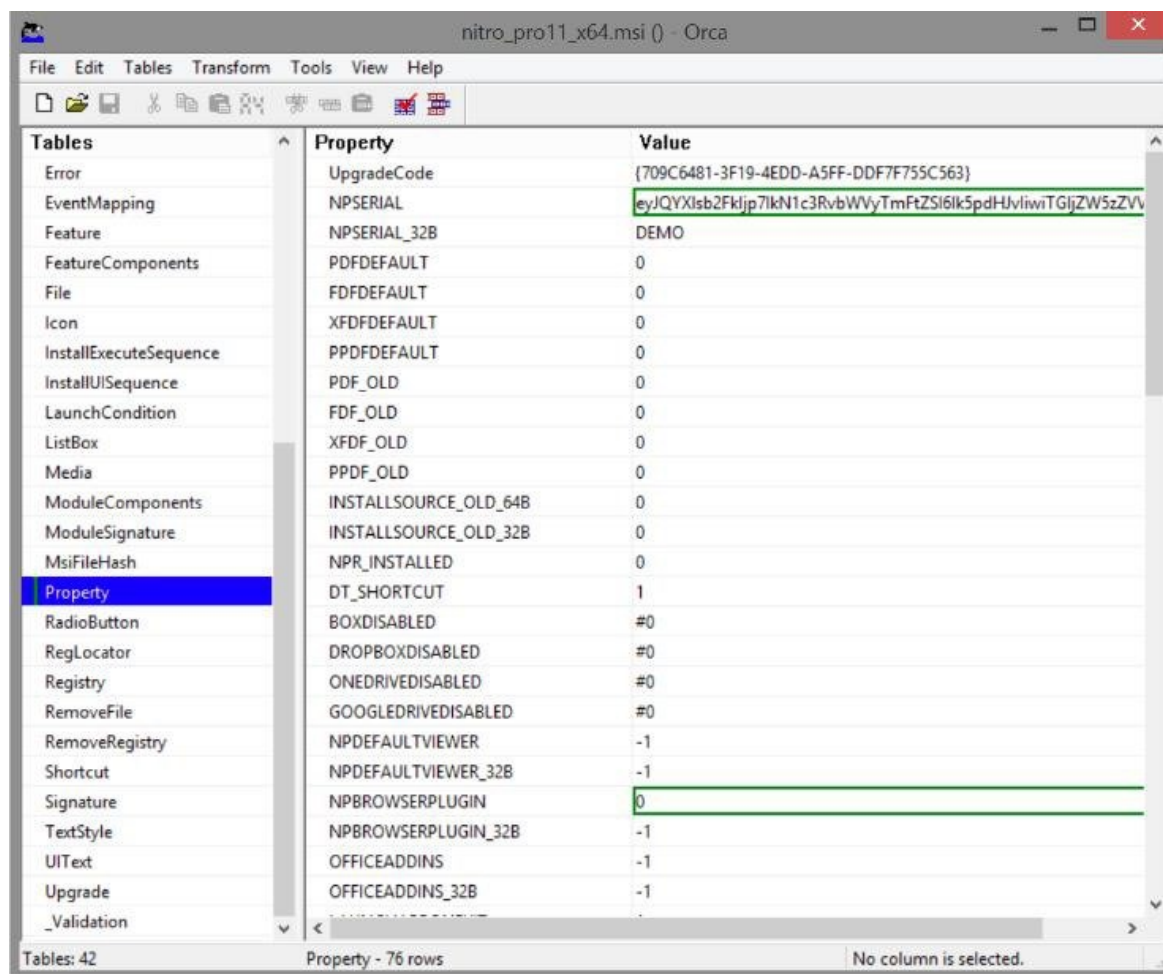 nitro_pro11_x64.msi () - Orca
File Edit Tables Transform Tools View Help
Tables
Error
EventMapping
Feature
FeatureComponents
File
Icon
InstallExecuteSequence
InstallUISequence
LaunchCondition
ListBox
Media
ModuleComponents
ModuleSignature
MsiFileHash
Property
RadioButton
RegLocator
Registry
RemoveFile
RemoveRegistry
Shortcut
Signature
TextStyle
UIText
Upgrade
_Validation
Property Value
UpgradeCode {709C6481-3F19-4EDD-A5FF-DDF7F755C563}
NPSERIAL
NPSERIAL_32B DEMO
PDFDEFAULT 0
FDFDEFAULT 0
XFDFDEFAULT 0
PPDFDEFAULT 0
PDF_OLD 0
FDF_OLD 0
XFDF_OLD 0
PPDF_OLD 0
INSTALLSOURCE_OLD_64B 0
INSTALLSOURCE_OLD_32B 0
NPR_INSTALLED 0
DT_SHORTCUT 1
BOXDISABLED #0
DROPBOXDISABLED #0
ONEDRIVEDISABLED #0
GOOGLEDRIVEDISABLED #0
NPDEFAULTVIEWER -1
NPDEFAULTVIEWER_32B -1
NPBROWSERPLUGIN 0
NPBROWSERPLUGIN_32B -1
OFFICEADDINS -1
OFFICEADDINS_32B -1
Tables: 42 Property - 76 rows No column is selected.